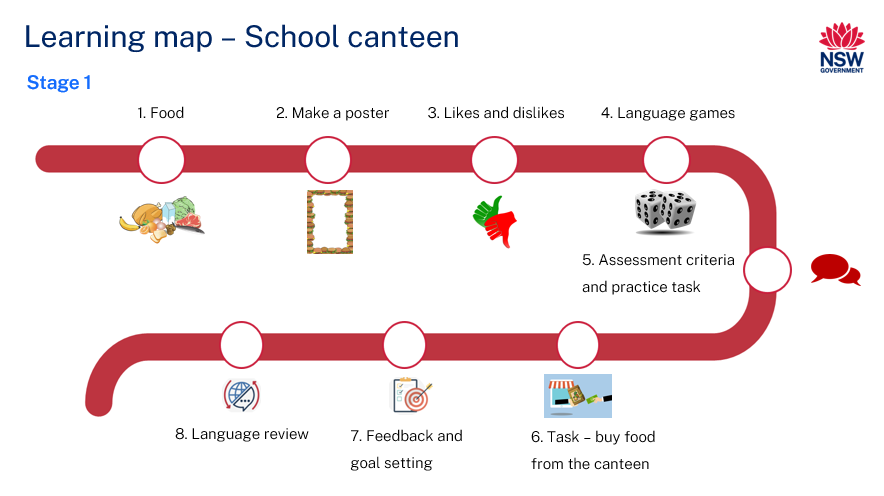 Learning map – School canteen
NSW
GOVERNMENT
Stage 1
1. Food
2. Make a poster
3. Likes and dislikes
4. Language games
5. Assessment criteria
and practice task
6. Task – buy food
from the canteen
7. Feedback and
goal setting
8. Language review